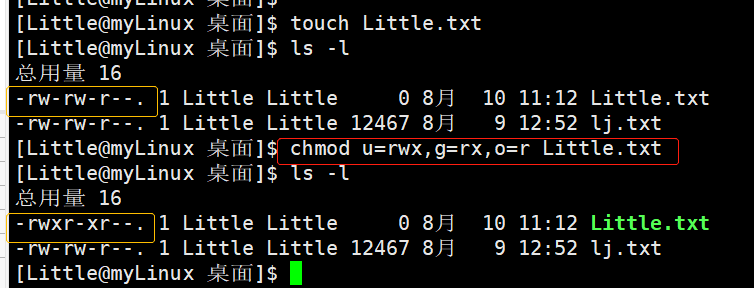 [Little@myLinux 桌面]$ touch Little.txt
[Little@myLinux 桌面]$ ls -l
总用量 16
-rw-rw-r--. 1 Little Little     0 8月  10 11:12 Little.txt
-rw-rw-r--. 1 Little Little 12467 8月   9 12:52 lj.txt
[Little@myLinux 桌面]$ chmod u=rwx,g=rx,o=r Little.txt
[Little@myLinux 桌面]$ ls -l
总用量 16
-rwxr-xr--. 1 Little Little     0 8月  10 11:12 Little.txt
-rw-rw-r--. 1 Little Little 12467 8月   9 12:52 lj.txt
[Little@myLinux 桌面]$